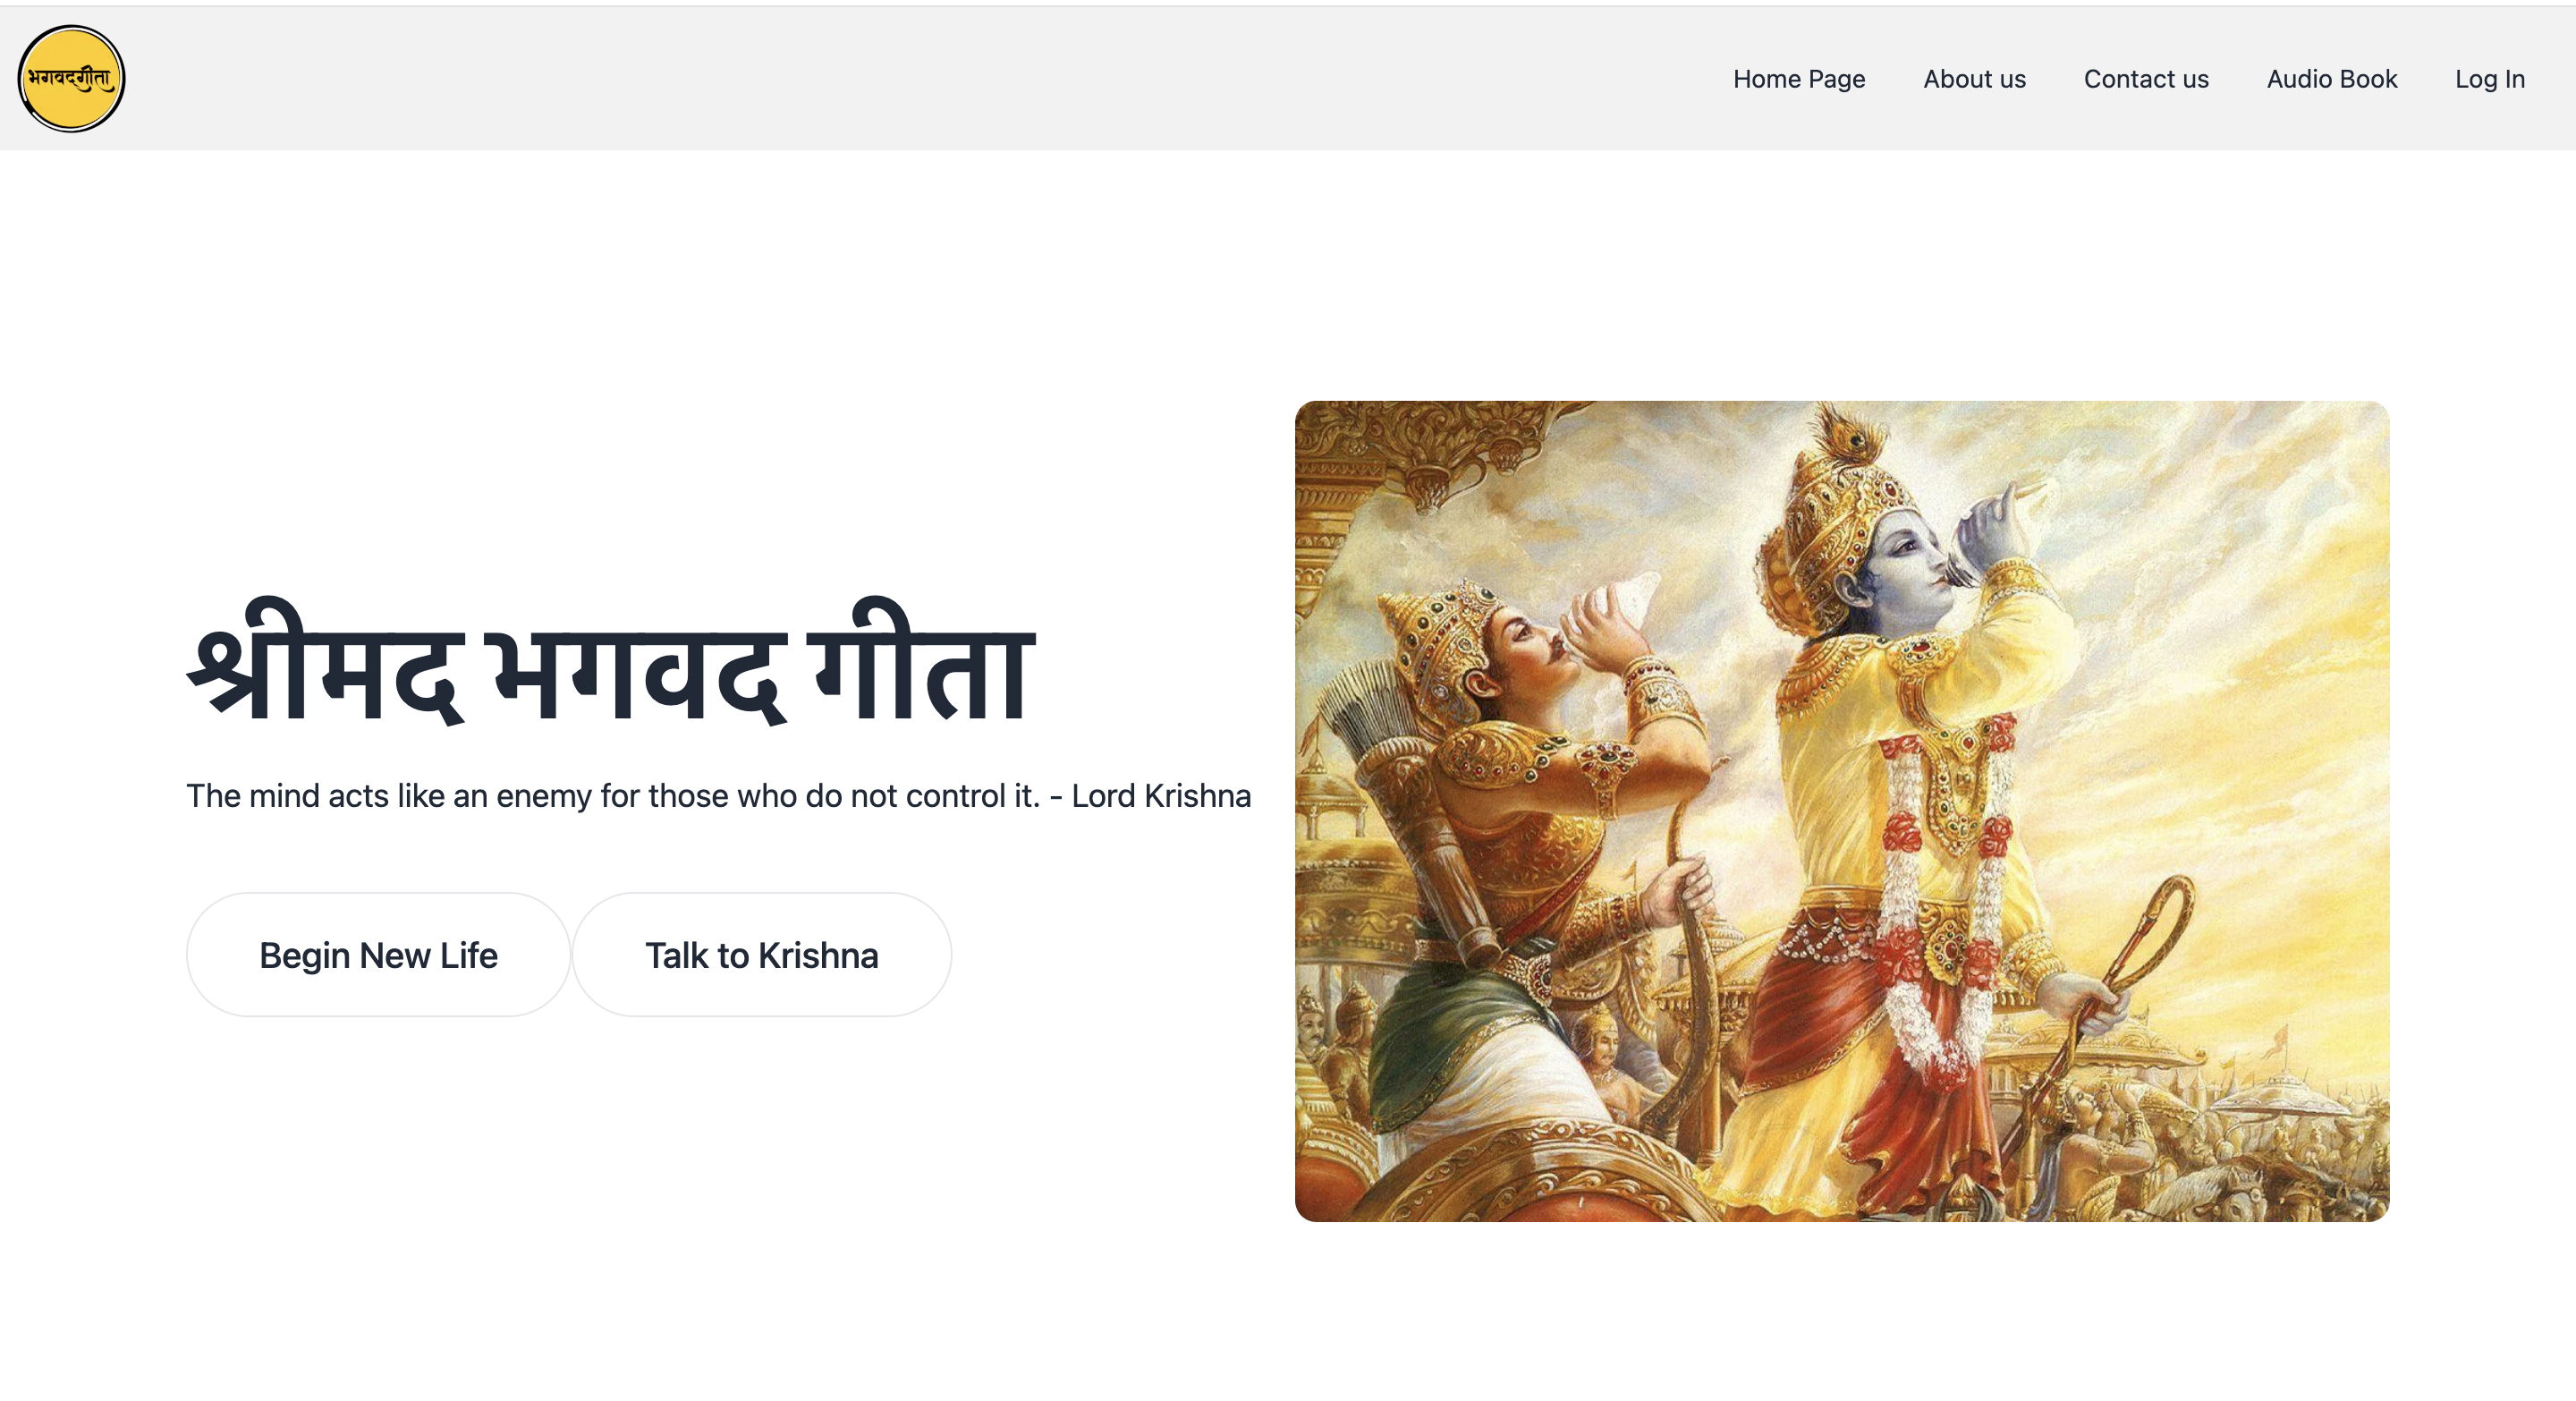 भगवदगीता
Home Page
About us
Contact us
Audio Book
Log In
श्रीमद भगवद गीता
The mind acts like an enemy for those who do not control it. - Lord Krishna
Begin New Life
Talk to Krishna